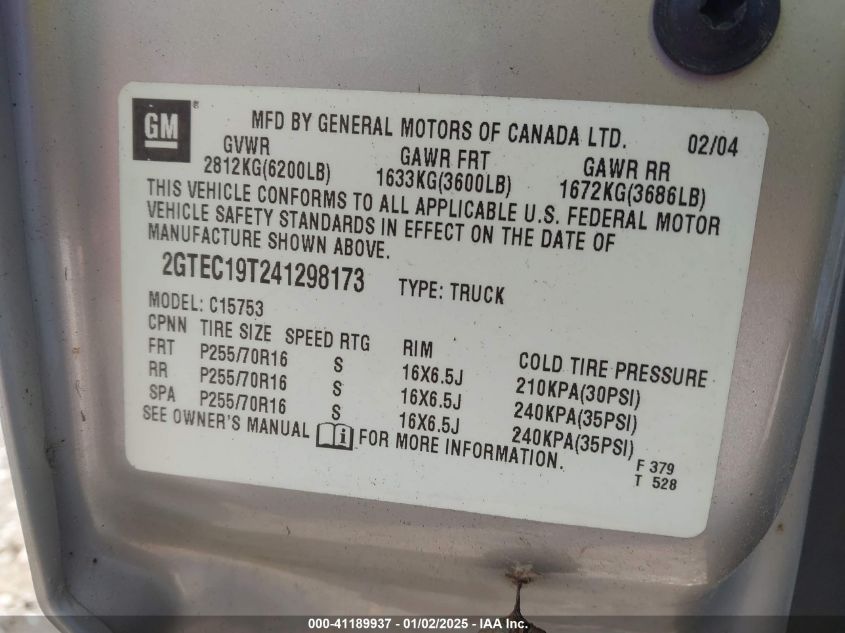 GM ®
MFD BY GENERAL MOTORS OF CANADA LTD. 02/04
GVWR GAWR FRT GAWR RR
2812KG(6200LB) 1633KG(3600LB) 1672KG(3686LB)
THIS VEHICLE CONFORMS TO ALL APPLICABLE U.S. FEDERAL MOTOR
VEHICLE SAFETY STANDARDS IN EFFECT ON THE DATE OF
MANUFACTURE SHOWN ABOVE.
2GTEC19T241298173 TYPE: TRUCK
MODEL: C15753
CPNN TIRE SIZE SPEED RTG RIM COLD TIRE PRESSURE
FRT P255/70R16 S 16X6.5J 210KPA(30PSI)
RR P255/70R16 S 16X6.5J 240KPA(35PSI)
SPA P255/70R16 S 16X6.5J 240KPA(35PSI)
SEE OWNER'S MANUAL i FOR MORE INFORMATION.
F 379
T 528
000-41189937 - 01/02/2025 - IAA Inc.